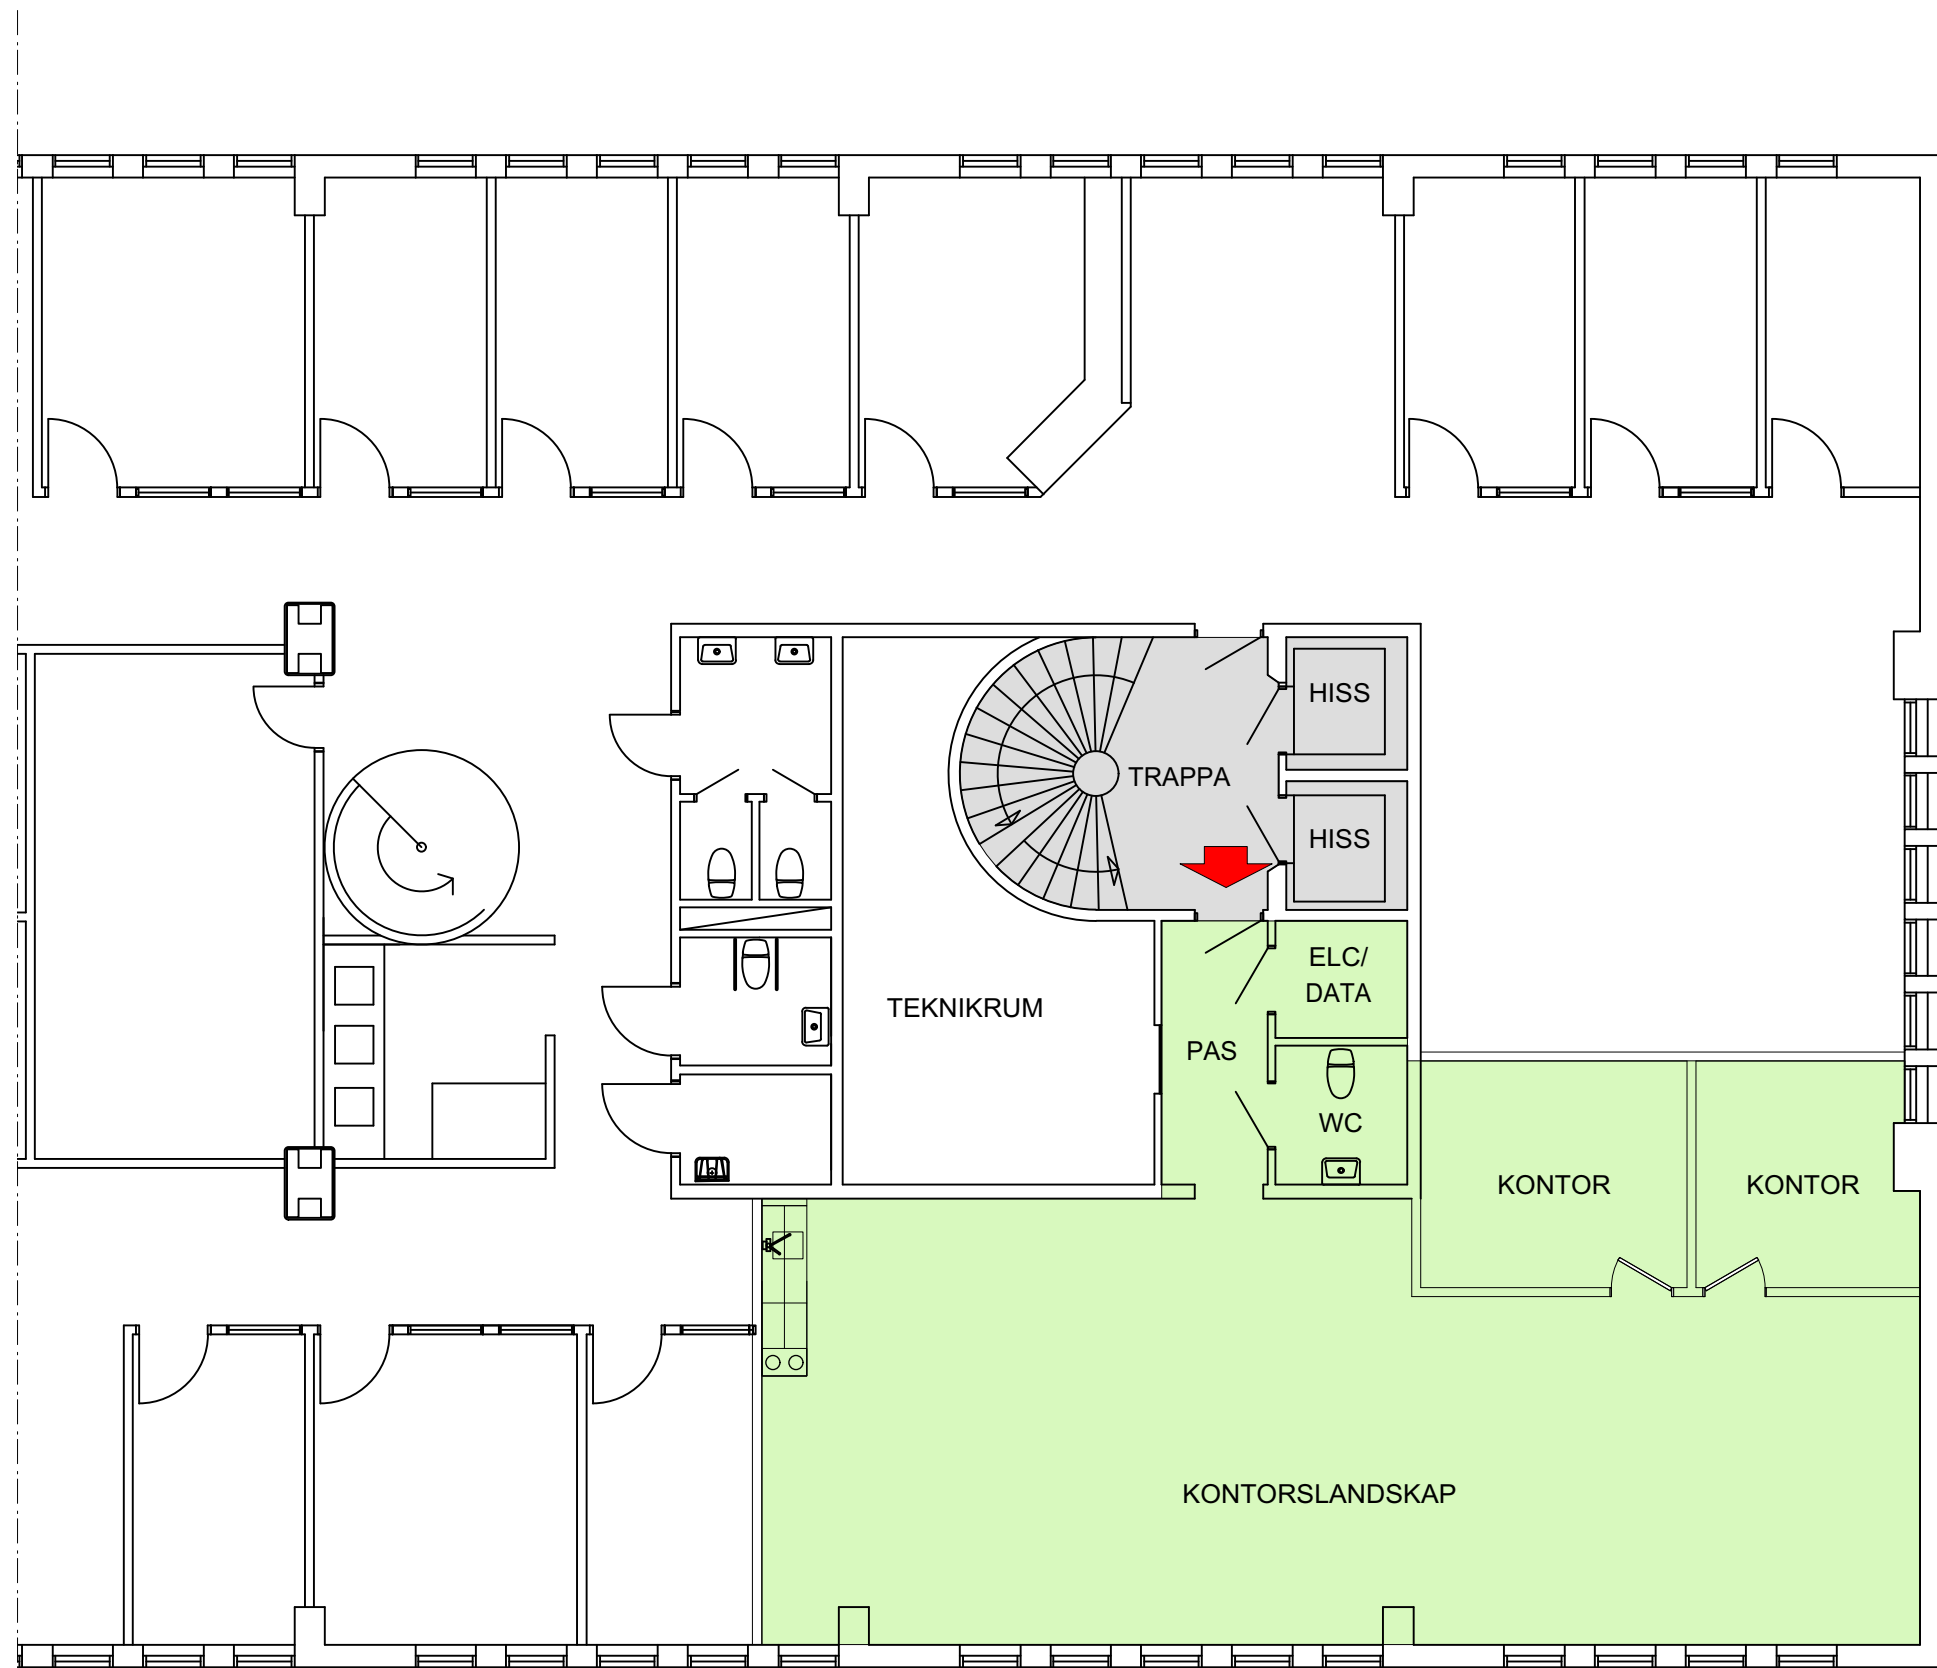 HISS
TRAPPA
HISS
ELC/
DATA
TEKNIKRUM
PAS
WC
KONTOR
KONTOR
KONTORSLANDSKAP